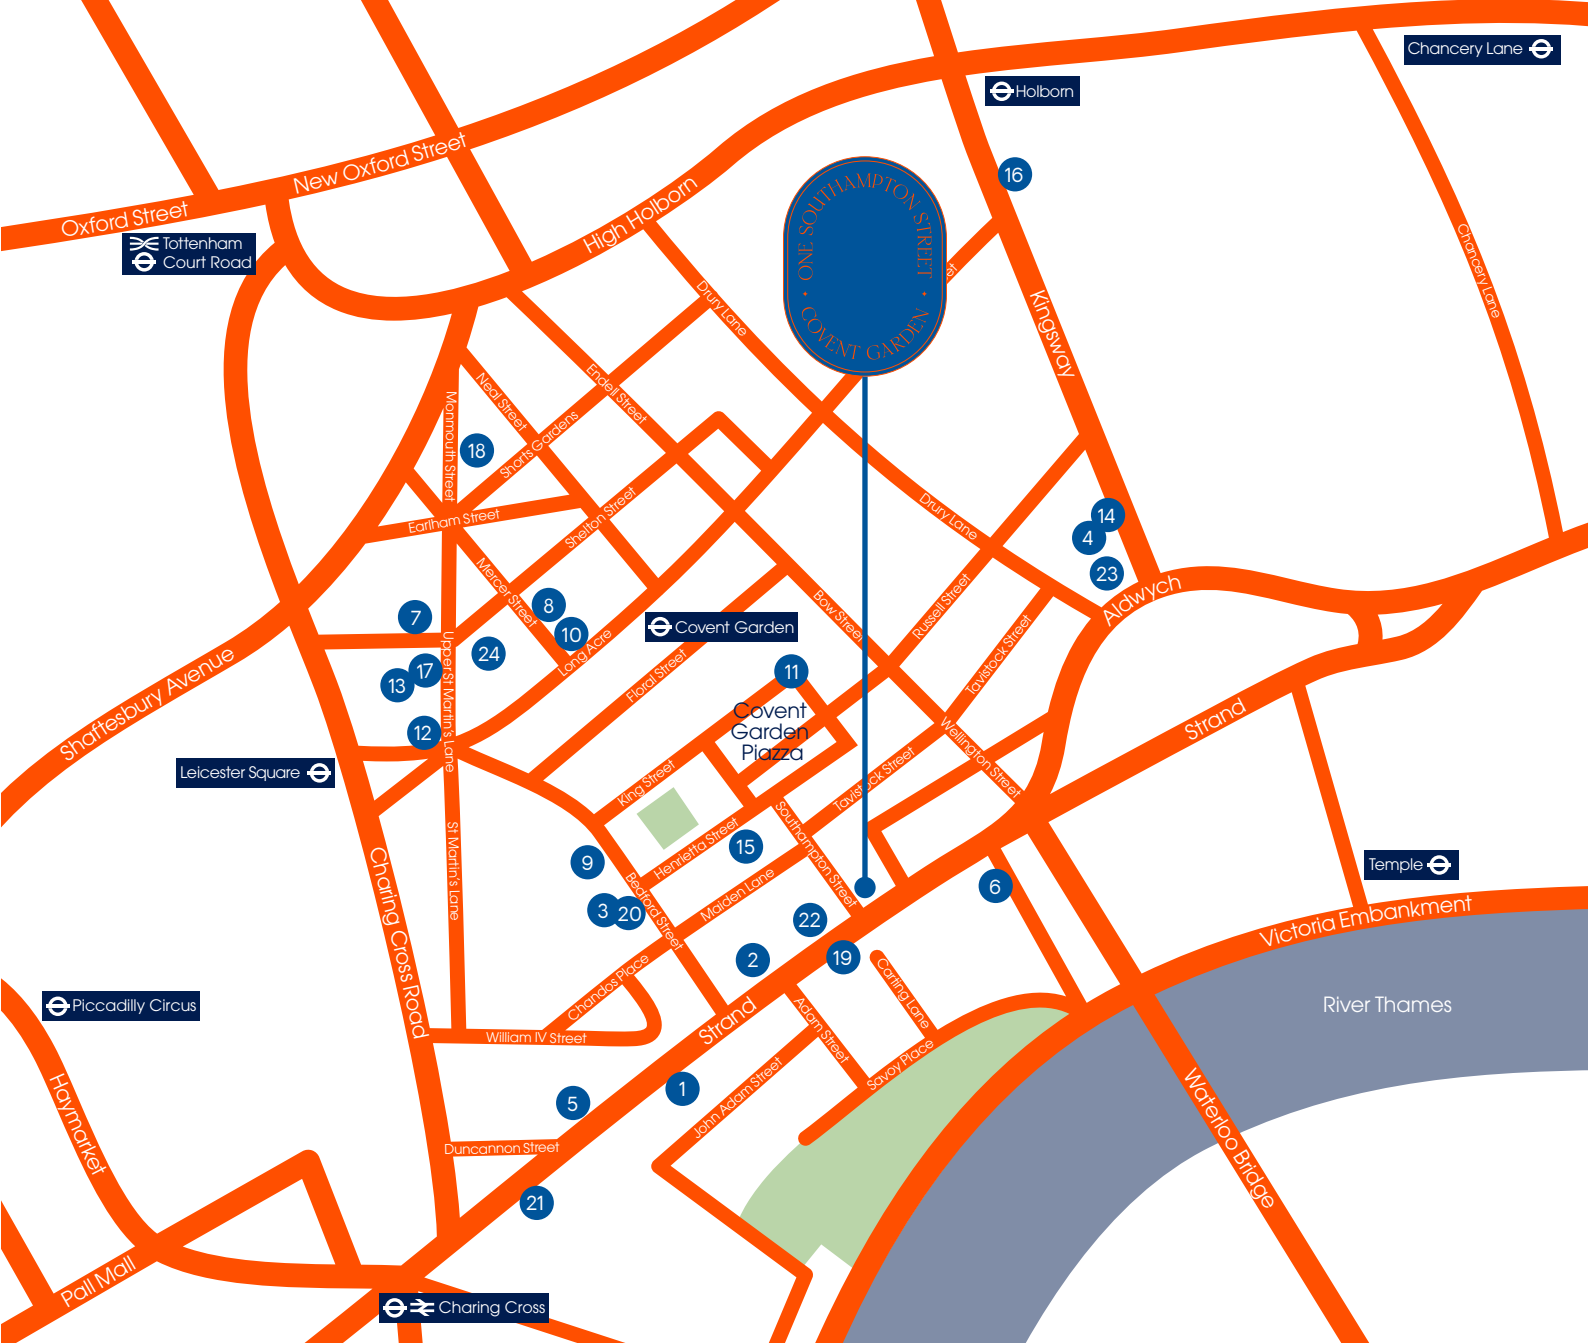 Chancery Lane
Holborn
New Oxford Street
Oxford Street
High Holborn
16
ONE SOUTHAMPTON STREET
COVENT GARDEN
Tottenham
Court Road
Chancery Lane
Drury Lane
Kingsway
Neal Street
Endell Street
Monmouth Street
Shorts Gardens
18
Earlham Street
Shelton Street
Drury Lane
14
4
23
Mercer Street
Aldwych
7
8
10
Bow Street
Russell Street
Covent Garden
Long Acre
24
Upper St Martin's Lane
Floral Street
Tavistock Street
11
17
13
Shaftesbury Avenue
12
Covent
Garden
Piazza
Strand
Wellington Street
Leicester Square
King Street
Tavistock Street
Southampton Street
Henrietta Street
15
St Martin's Lane
9
Charing Cross Road
Maiden Lane
Bedford Street
Temple
6
3
20
22
Victoria Embankment
2
19
Chandos Place
Carting Lane
Piccadilly Circus
River Thames
Strand
Adam Street
William IV Street
Savoy Place
John Adam Street
1
5
Haymarket
Waterloo Bridge
Duncannon Street
21
Pall Mall
Charing Cross